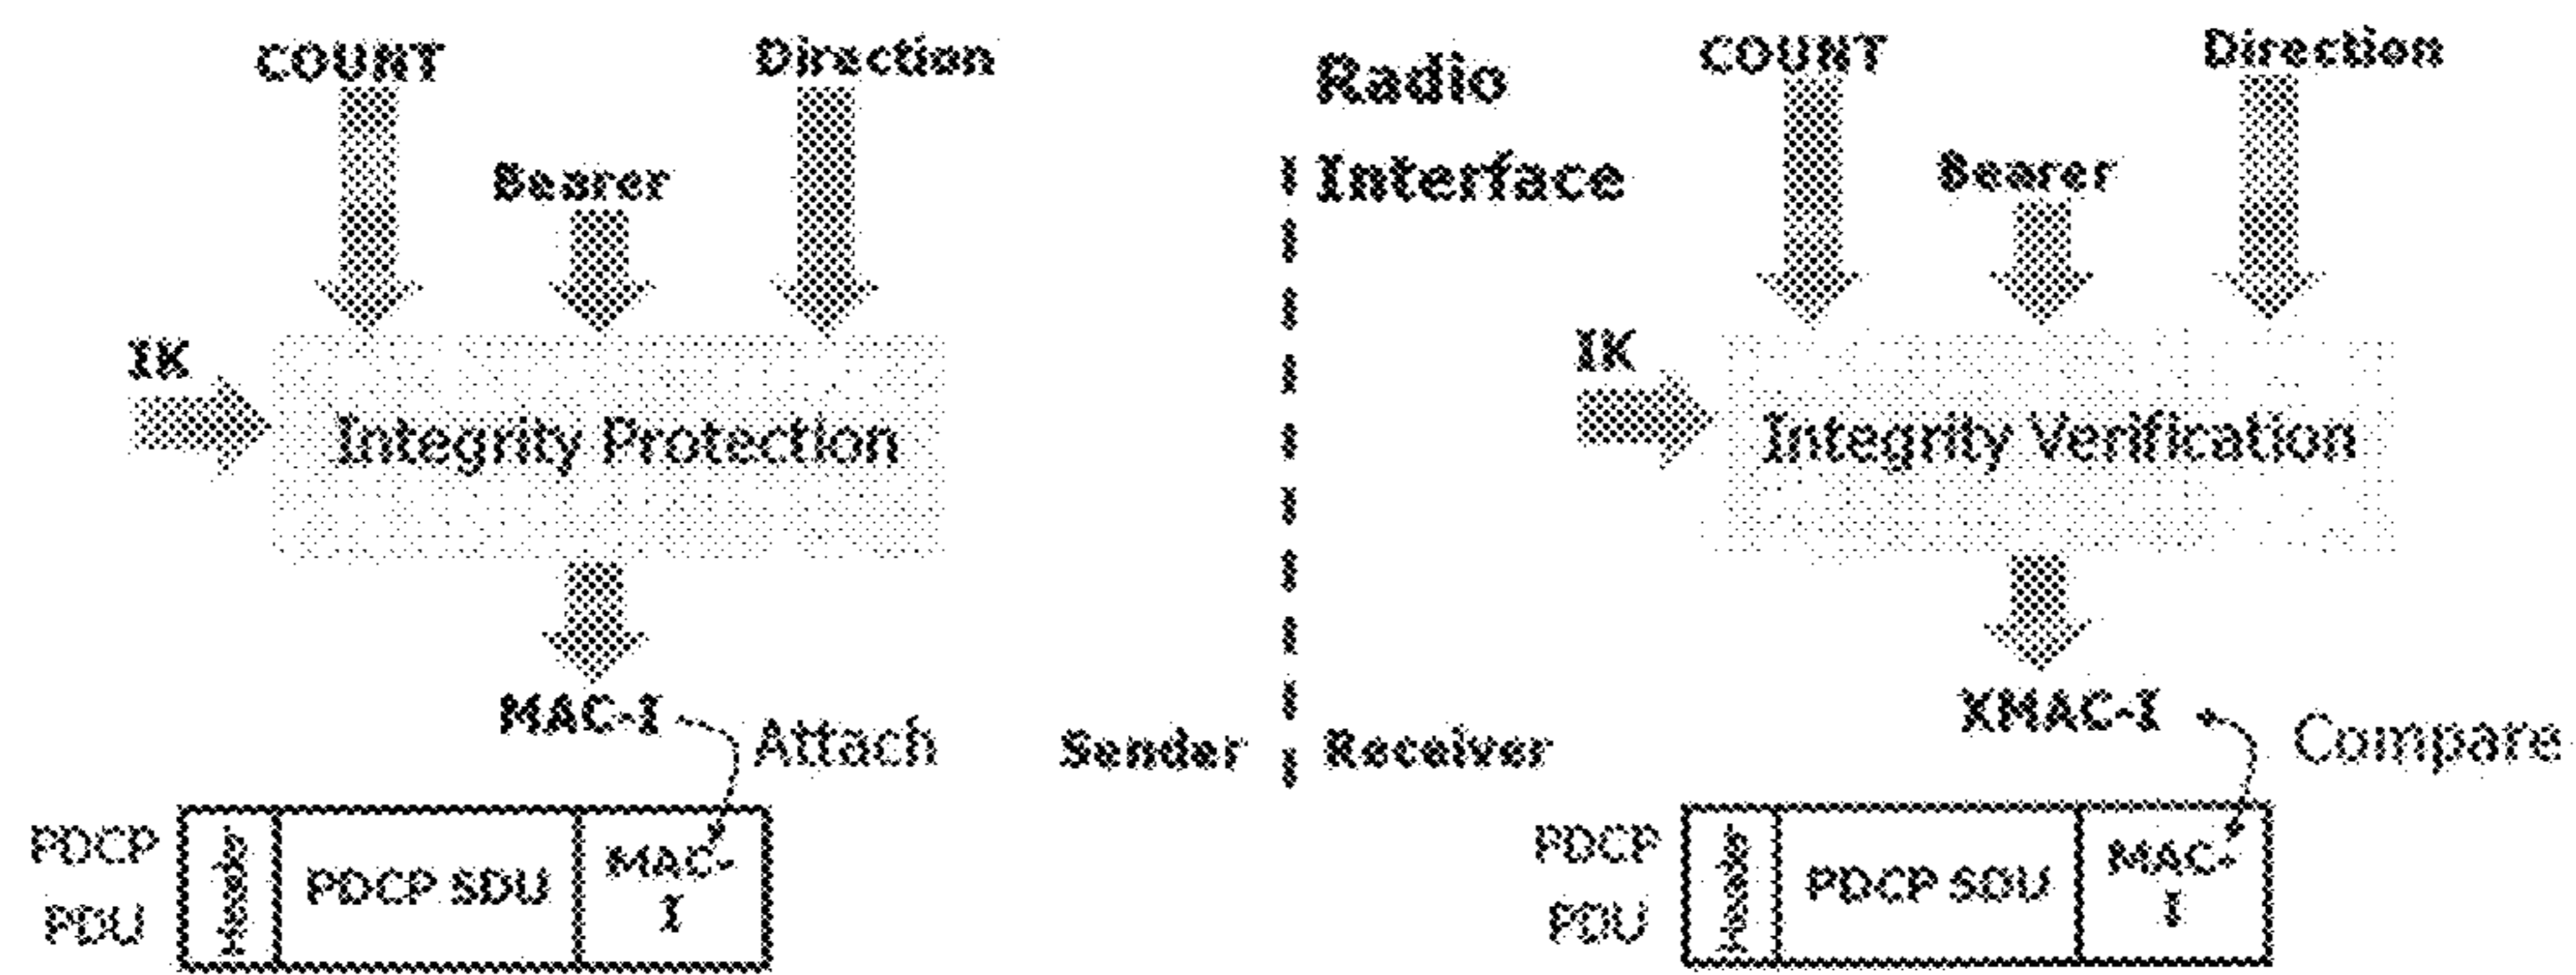 COUNT
Direction
Bearer
IK
Integrity Protection
MAC-I
Attach
Sender
PDCP
PDU
Header
PDCP SDU
MAC-
I
Radio
Interface
COUNT
Direction
Bearer
IK
Integrity Verification
XMAC-I
Compare
Receiver
PDCP
PDU
Header
PDCP SDU
MAC-
I